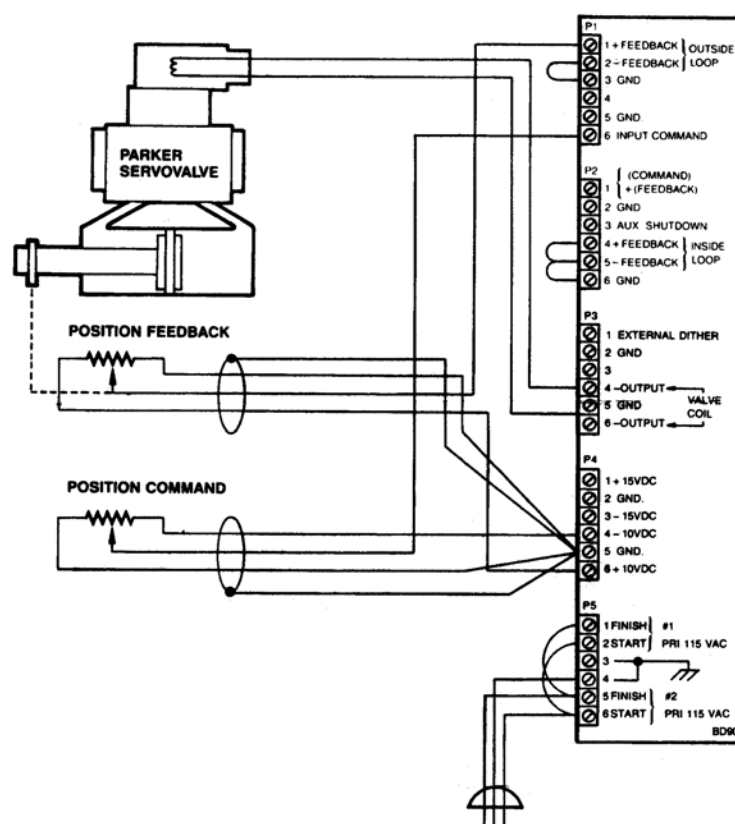 PARKER
SERVOVALVE
POSITION FEEDBACK
POSITION COMMAND
P1
1 + FEEDBACK
2 - FEEDBACK
OUTSIDE
LOOP
3 GND
4
5 GND.
6 INPUT COMMAND
P2
(COMMAND)
1 + (FEEDBACK)
2 GND
3 AUX SHUTDOWN
4 + FEEDBACK
5 - FEEDBACK
INSIDE
LOOP
6 GND
P3
1 EXTERNAL DITHER
2 GND
3
4 -OUTPUT
5 GND
6 -OUTPUT
VALVE
COIL
P4
1 + 15VDC
2 GND.
3 - 15VDC
4 - 10VDC
5 GND.
6 + 10VDC
P5
1 FINISH #1
2 START PRI 115 VAC
3
4
5 FINISH #2
6 START PRI 115 VAC
BD90